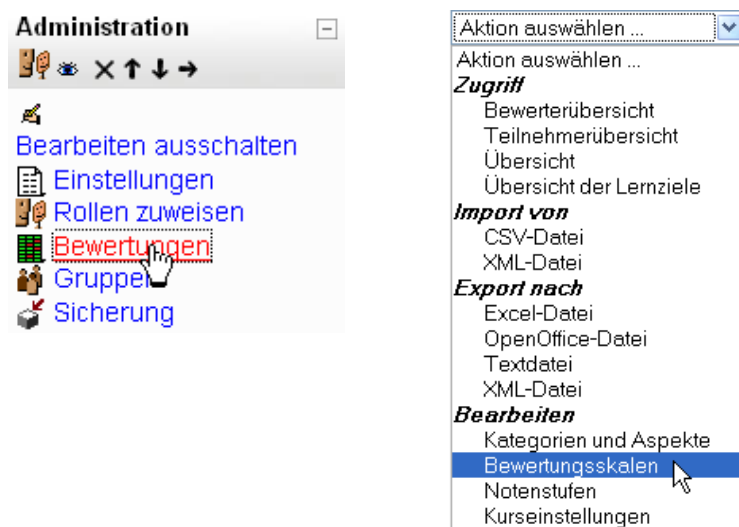 Administration
Bearbeiten ausschalten
Einstellungen
Rollen zuweisen
Bewertungen
Gruppen
Sicherung
Aktion auswählen ...
Aktion auswählen ...
Zugriff
Bewerterübersicht
Teilnehmerübersicht
Übersicht
Übersicht der Lernziele
Import von
CSV-Datei
XML-Datei
Export nach
Excel-Datei
OpenOffice-Datei
Textdatei
XML-Datei
Bearbeiten
Kategorien und Aspekte
Bewertungsskalen
Notenstufen
Kurseinstellungen